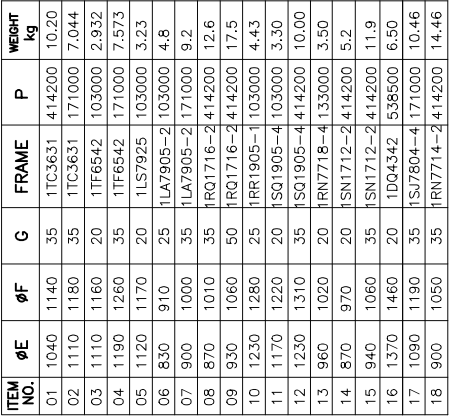 ITEM NO. øE øF G FRAME P WEIGHT kg
01 1040 1140 35 1TC3631 414200 10.20
02 1110 1180 35 1TC3631 171000 7.044
03 1110 1160 20 1TF6542 103000 2.932
04 1190 1260 35 1TF6542 171000 7.573
05 1120 1170 20 1LS7925 103000 3.23
06 830 910 25 1LA7905-2 103000 4.8
07 900 1000 35 1LA7905-2 171000 9.2
08 870 1010 35 1RQ1716-2 414200 12.6
09 930 1060 50 1RQ1716-2 414200 17.5
10 1230 1280 25 1RR1905-1 103000 4.43
11 1170 1220 20 1SQ1905-4 103000 3.30
12 1230 1310 35 1SQ1905-4 414200 10.00
13 960 1020 20 1RN7718-4 133000 3.50
14 870 970 20 1SN1712-2 414200 5.2
15 940 1060 35 1SN1712-2 414200 11.9
16 1370 1460 20 1DQ4342 538500 6.50
17 1090 1190 35 1SJ7804-4 171000 10.46
18 900 1050 35 1RN7714-2 414200 14.46